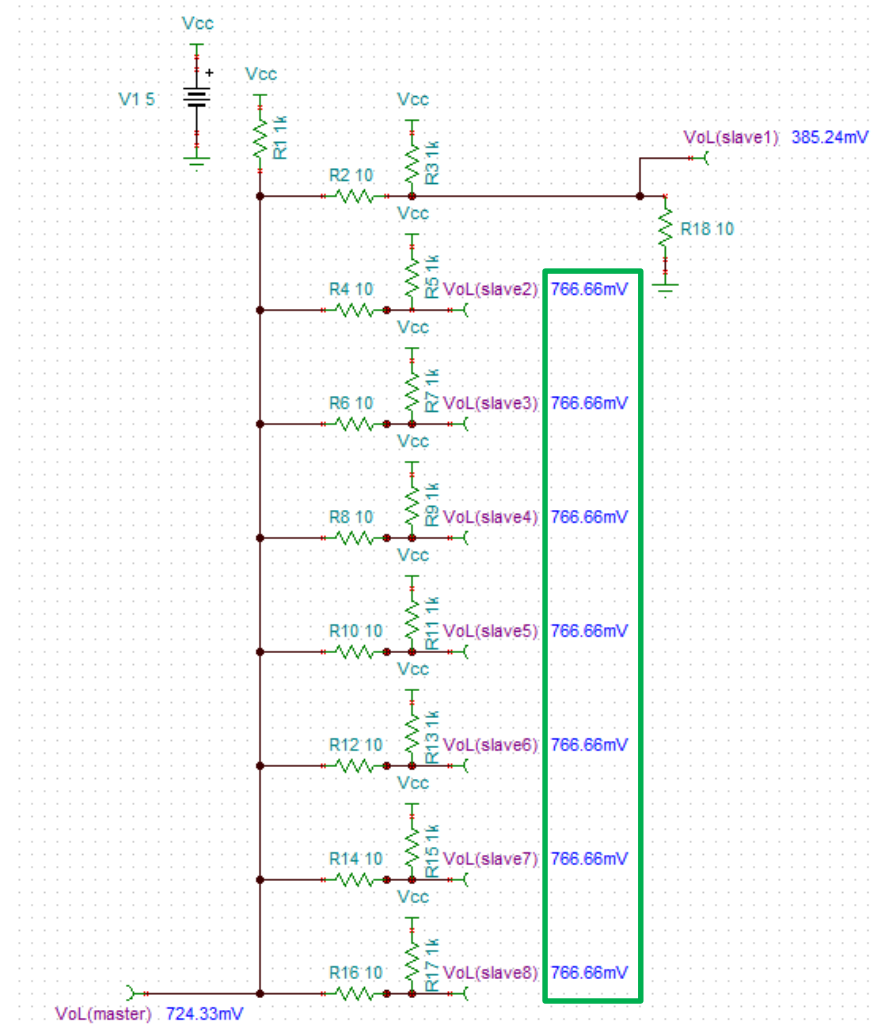 Vcc
V1 5
Vcc
R1 1k
Vcc
R3 1k
VoL(slave1) 385.24mV
R2 10
R18 10
Vcc
R5 1k
R4 10
VoL(slave2) 766.66mV
Vcc
R7 1k
R6 10
VoL(slave3) 766.66mV
Vcc
R9 1k
R8 10
VoL(slave4) 766.66mV
Vcc
R11 1k
R10 10
VoL(slave5) 766.66mV
Vcc
R13 1k
R12 10
VoL(slave6) 766.66mV
Vcc
R15 1k
R14 10
VoL(slave7) 766.66mV
Vcc
R17 1k
R16 10
VoL(slave8) 766.66mV
VoL(master) 724.33mV